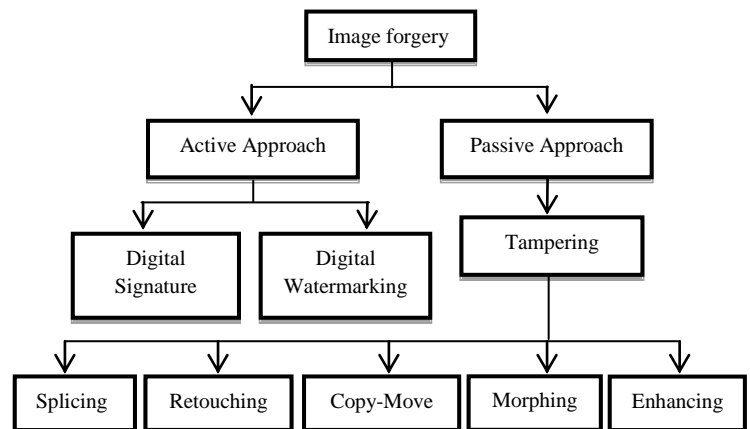 Image forgery
Active Approach
Passive Approach
Digital
Signature
Digital
Watermarking
Tampering
Splicing
Retouching
Copy-Move
Morphing
Enhancing